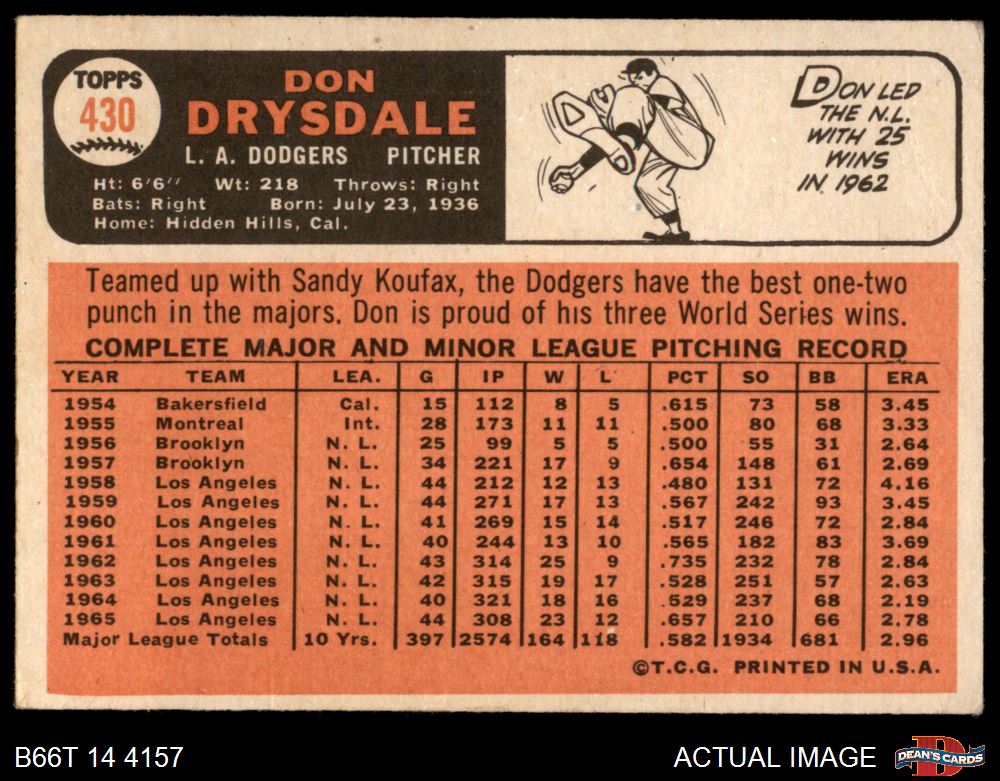 TOPPS
430
DON
DRYSDALE
L. A. DODGERS PITCHER
Ht: 6'6" Wt: 218 Throws: Right
Bats: Right Born: July 23, 1936
Home: Hidden Hills, Cal.
DON LED
THE N.L.
WITH 25
WINS
IN 1962
Teamed up with Sandy Koufax, the Dodgers have the best one-two
punch in the majors. Don is proud of his three World Series wins.
COMPLETE MAJOR AND MINOR LEAGUE PITCHING RECORD
YEAR TEAM LEA. G IP W L PCT SO BB ERA
1954 Bakersfield Cal. 15 112 8 5 .615 73 58 3.45
1955 Montreal Int. 28 173 11 11 .500 80 68 3.33
1956 Brooklyn N. L. 25 99 5 5 .500 55 31 2.64
1957 Brooklyn N. L. 34 221 17 9 .654 148 61 2.69
1958 Los Angeles N. L. 44 212 12 13 .480 131 72 4.16
1959 Los Angeles N. L. 44 271 17 13 .567 242 93 3.45
1960 Los Angeles N. L. 41 269 15 14 .517 246 72 2.84
1961 Los Angeles N. L. 40 244 13 10 .565 182 83 3.69
1962 Los Angeles N. L. 43 314 25 9 .735 232 78 2.84
1963 Los Angeles N. L. 42 315 19 17 .528 251 57 2.63
1964 Los Angeles N. L. 40 321 18 16 .529 237 68 2.19
1965 Los Angeles N. L. 44 308 23 12 .657 210 66 2.78
Major League Totals 10 Yrs. 397 2574 164 118 .582 1934 681 2.96
©T.C.G. PRINTED IN U.S.A.
B66T 14 4157 ACTUAL IMAGE
D
DEAN'S CARDS